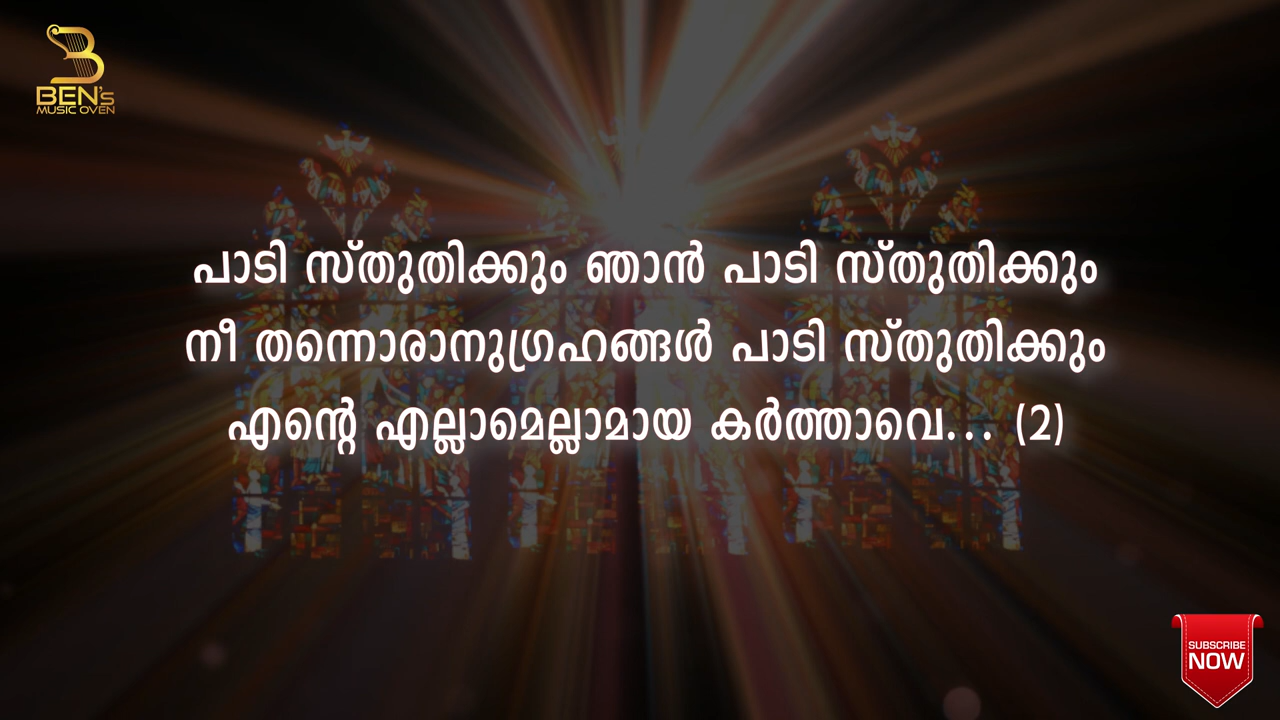 BEN's
MUSIC OVEN
പാടി സ്തുതിക്കും ഞാൻ പാടി സ്തുതിക്കും
നീ തന്നൊരാനുഗ്രഹങ്ങൾ പാടി സ്തുതിക്കും
എന്റെ എല്ലാമെല്ലാമായ കർത്താവെ... (2)
SUBSCRIBE
NOW